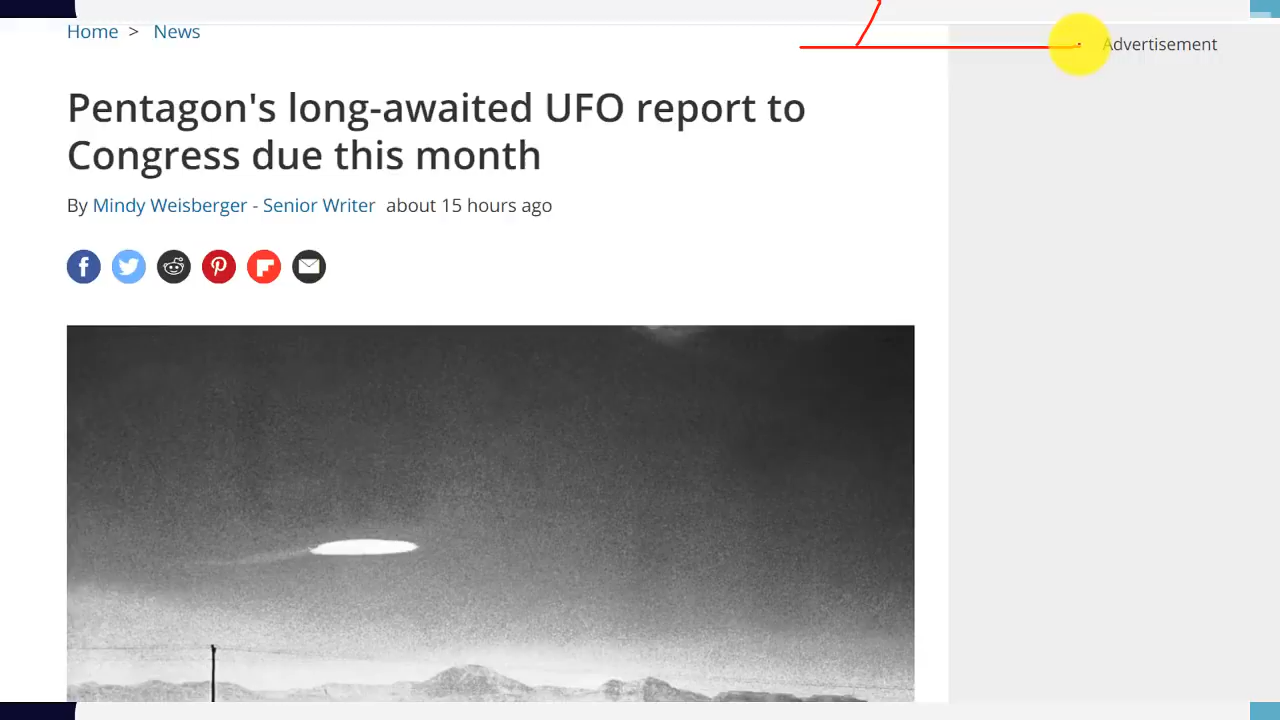 Home > News
Advertisement
Pentagon's long-awaited UFO report to
Congress due this month
By Mindy Weisberger - Senior Writer about 15 hours ago